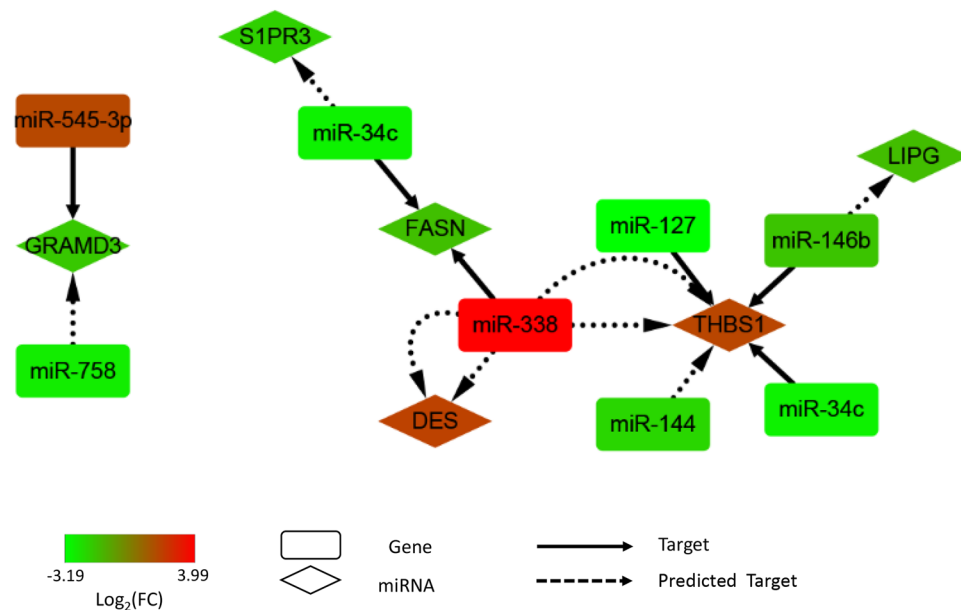 S1PR3
miR-545-3p
miR-34c
LIPG
GRAMD3
FASN
miR-127
miR-146b
miR-338
THBS1
miR-758
DES
miR-144
miR-34c
-3.19
3.99
Log2(FC)
Gene
miRNA
Target
Predicted Target